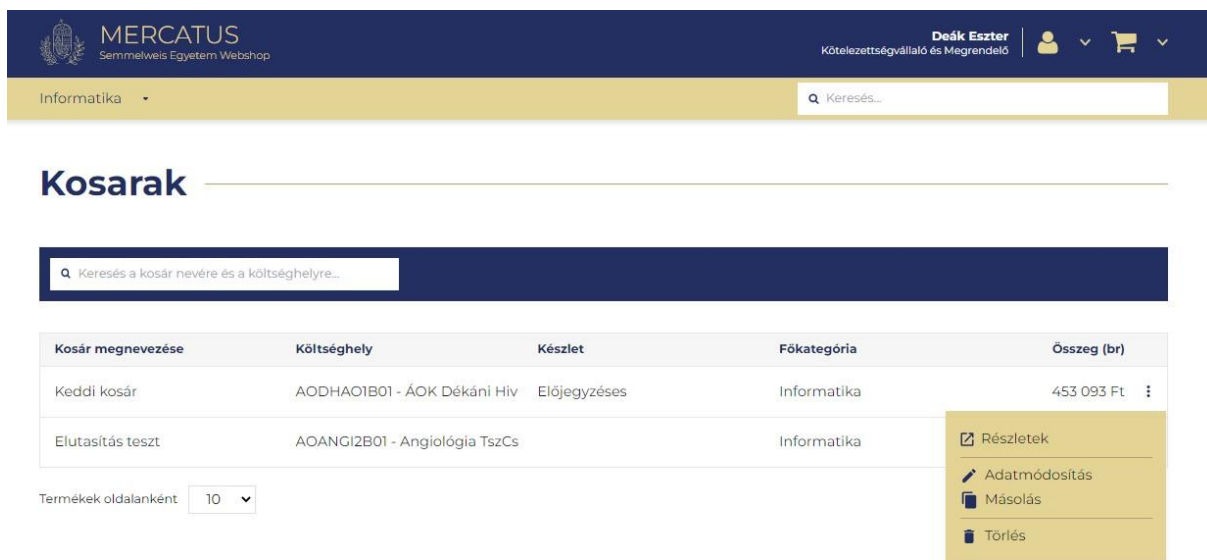 MERCATUS
Semmelweis Egyetem Webshop
Deák Eszter
Kötelezettségvállaló és Megrendelő
Informatika
Keresés...
Kosarak
Keresés a kosár nevére és a költséghelyre...
Kosár megnevezése Költséghely Készlet Főkategória Összeg (br)
Keddi kosár AODHAO1B01 - ÁOK Dékáni Hiv Előjegyzéses Informatika 453 093 Ft
Elutasítás teszt AOANGI2B01 - Angiológia TszCs Informatika
Részletek
Adatmódosítás
Másolás
Törlés
Termékek oldalanként 10